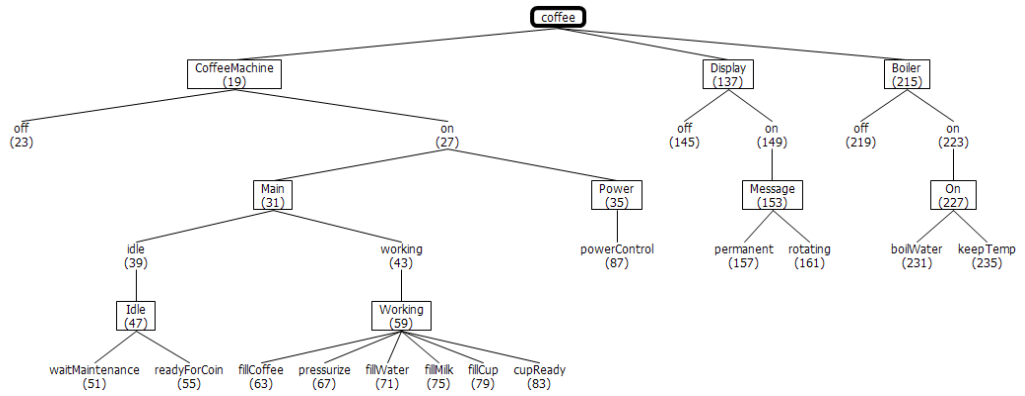 coffee
CoffeeMachine
(19)
Display
(137)
Boiler
(215)
off
(23)
on
(27)
off
(145)
on
(149)
off
(219)
on
(223)
Main
(31)
Power
(35)
Message
(153)
On
(227)
idle
(39)
working
(43)
powerControl
(87)
permanent
(157)
rotating
(161)
boilWater
(231)
keepTemp
(235)
Idle
(47)
Working
(59)
waitMaintenance
(51)
readyForCoin
(55)
fillCoffee
(63)
pressurize
(67)
fillWater
(71)
fillMilk
(75)
fillCup
(79)
cupReady
(83)